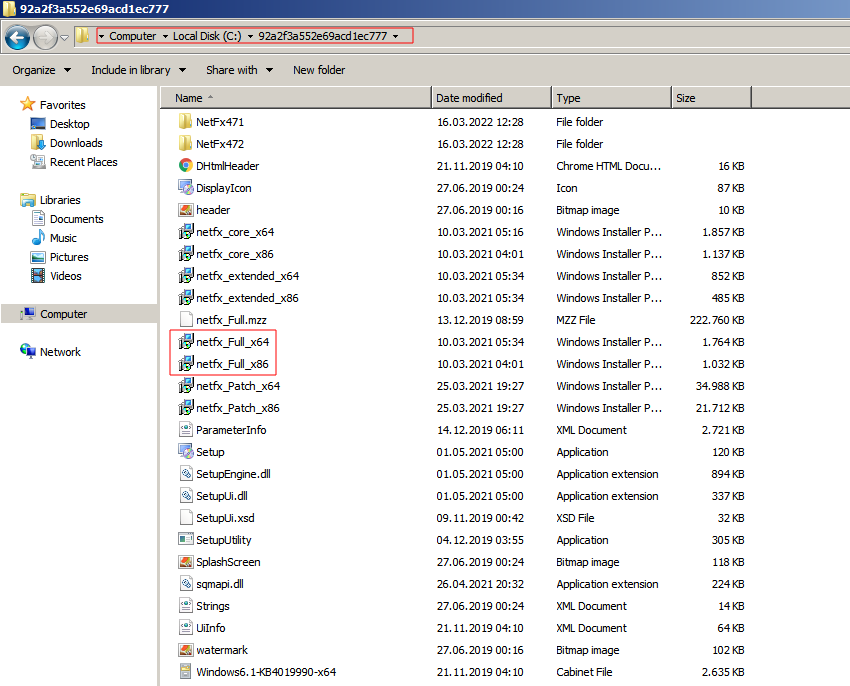 92a2f3a552e69acd1ec777
Computer Local Disk (C:) 92a2f3a552e69acd1ec777
Organize Include in library Share with New folder
Favorites
Desktop
Downloads
Recent Places
Libraries
Documents
Music
Pictures
Videos
Computer
Network
Name Date modified Type Size
NetFx471 16.03.2022 12:28 File folder
NetFx472 16.03.2022 12:28 File folder
DHtmlHeader 21.11.2019 04:10 Chrome HTML Docu... 16 KB
DisplayIcon 27.06.2019 00:24 Icon 87 KB
header 27.06.2019 00:16 Bitmap image 10 KB
netfx_core_x64 10.03.2021 05:16 Windows Installer P... 1.857 KB
netfx_core_x86 10.03.2021 04:01 Windows Installer P... 1.137 KB
netfx_extended_x64 10.03.2021 05:34 Windows Installer P... 852 KB
netfx_extended_x86 10.03.2021 05:34 Windows Installer P... 485 KB
netfx_Full.mzz 13.12.2019 08:59 MZZ File 222.760 KB
netfx_Full_x64 10.03.2021 05:34 Windows Installer P... 1.764 KB
netfx_Full_x86 10.03.2021 04:01 Windows Installer P... 1.032 KB
netfx_Patch_x64 25.03.2021 19:27 Windows Installer P... 34.988 KB
netfx_Patch_x86 25.03.2021 19:27 Windows Installer P... 21.712 KB
ParameterInfo 14.12.2019 06:11 XML Document 2.721 KB
Setup 01.05.2021 05:00 Application 120 KB
SetupEngine.dll 01.05.2021 05:00 Application extension 894 KB
SetupUi.dll 01.05.2021 05:00 Application extension 337 KB
SetupUi.xsd 09.11.2019 00:42 XSD File 32 KB
SetupUtility 04.12.2019 03:55 Application 305 KB
SplashScreen 27.06.2019 00:24 Bitmap image 118 KB
sqmapi.dll 26.04.2021 20:32 Application extension 224 KB
Strings 27.06.2019 00:24 XML Document 14 KB
UiInfo 21.11.2019 04:10 XML Document 64 KB
watermark 27.06.2019 00:16 Bitmap image 102 KB
Windows6.1-KB4019990-x64 21.11.2019 04:10 Cabinet File 2.635 KB